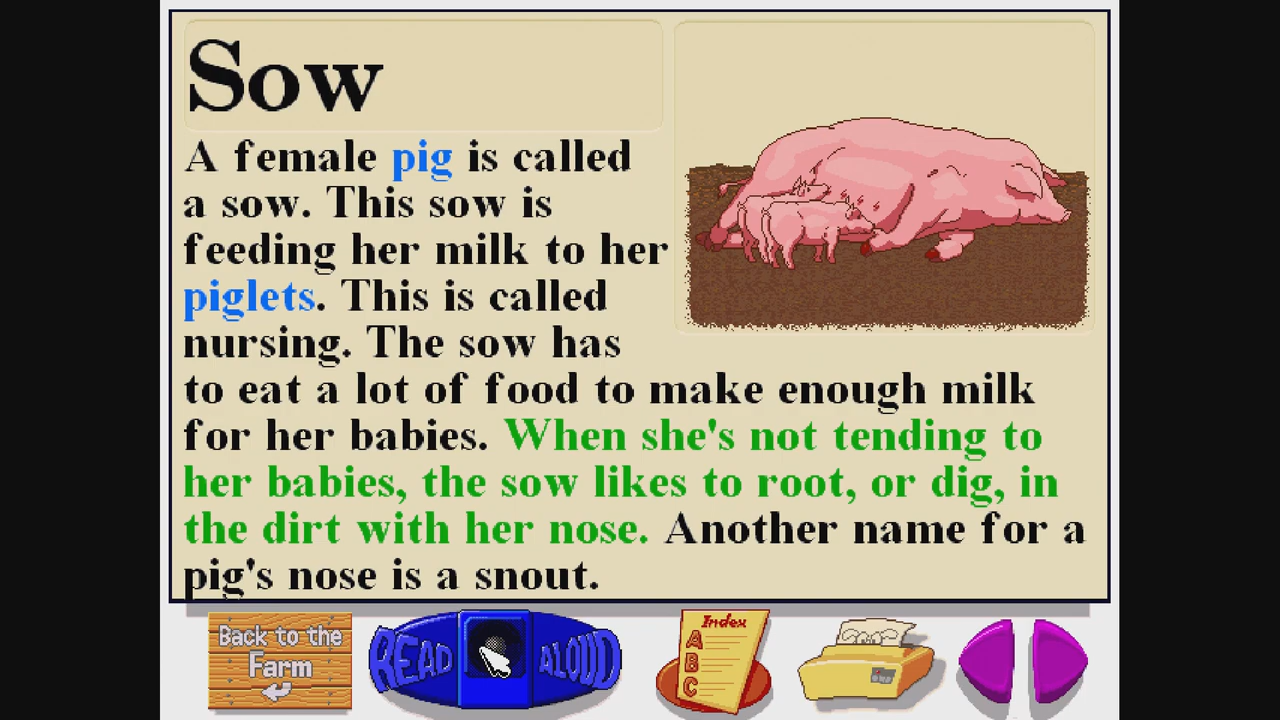 Sow
A female pig is called
a sow. This sow is
feeding her milk to her
piglets. This is called
nursing. The sow has
to eat a lot of food to make enough milk
for her babies. When she's not tending to
her babies, the sow likes to root, or dig, in
the dirt with her nose. Another name for a
pig's nose is a snout.
Back to the
Farm
READ ALOUD
Index
A
B
C